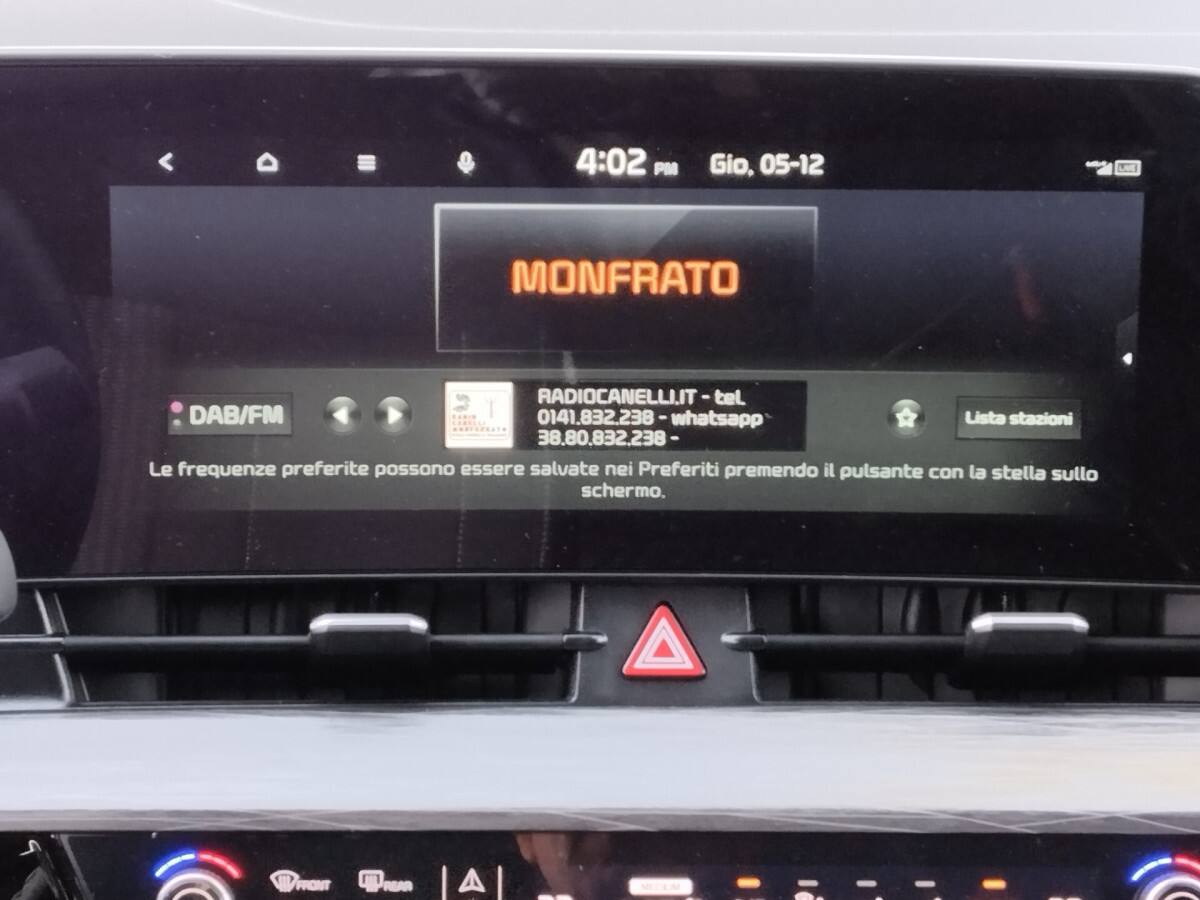 4:02 PM Gio, 05-12
LIVE
MONFRATO
DAB/FM
RADIOCANELLI.IT - tel
0141.832.238 - whatsapp
38.80.832.238 -
Lista stazioni
Le frequenze preferite possono essere salvate nei Preferiti premendo il pulsante con la stella sullo
schermo.
FRONT
REAR
MEDIUM